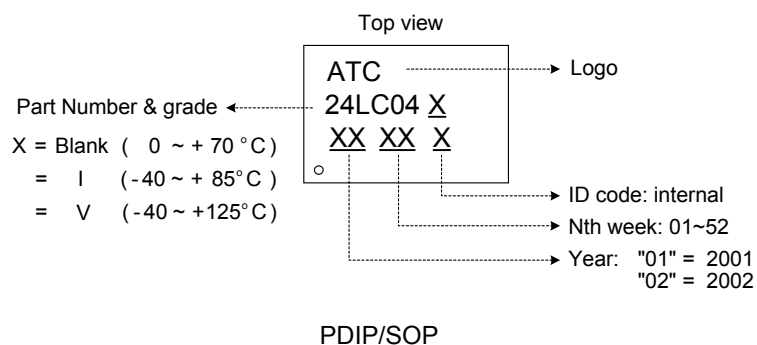 Top view
ATC
Logo
Part Number & grade
24LC04 X
XX XX X
X = Blank ( 0 ~ + 70 °C )
= I ( -40 ~ + 85°C )
= V ( -40 ~ +125°C )
ID code: internal
Nth week: 01~52
Year: "01" = 2001
"02" = 2002
PDIP/SOP